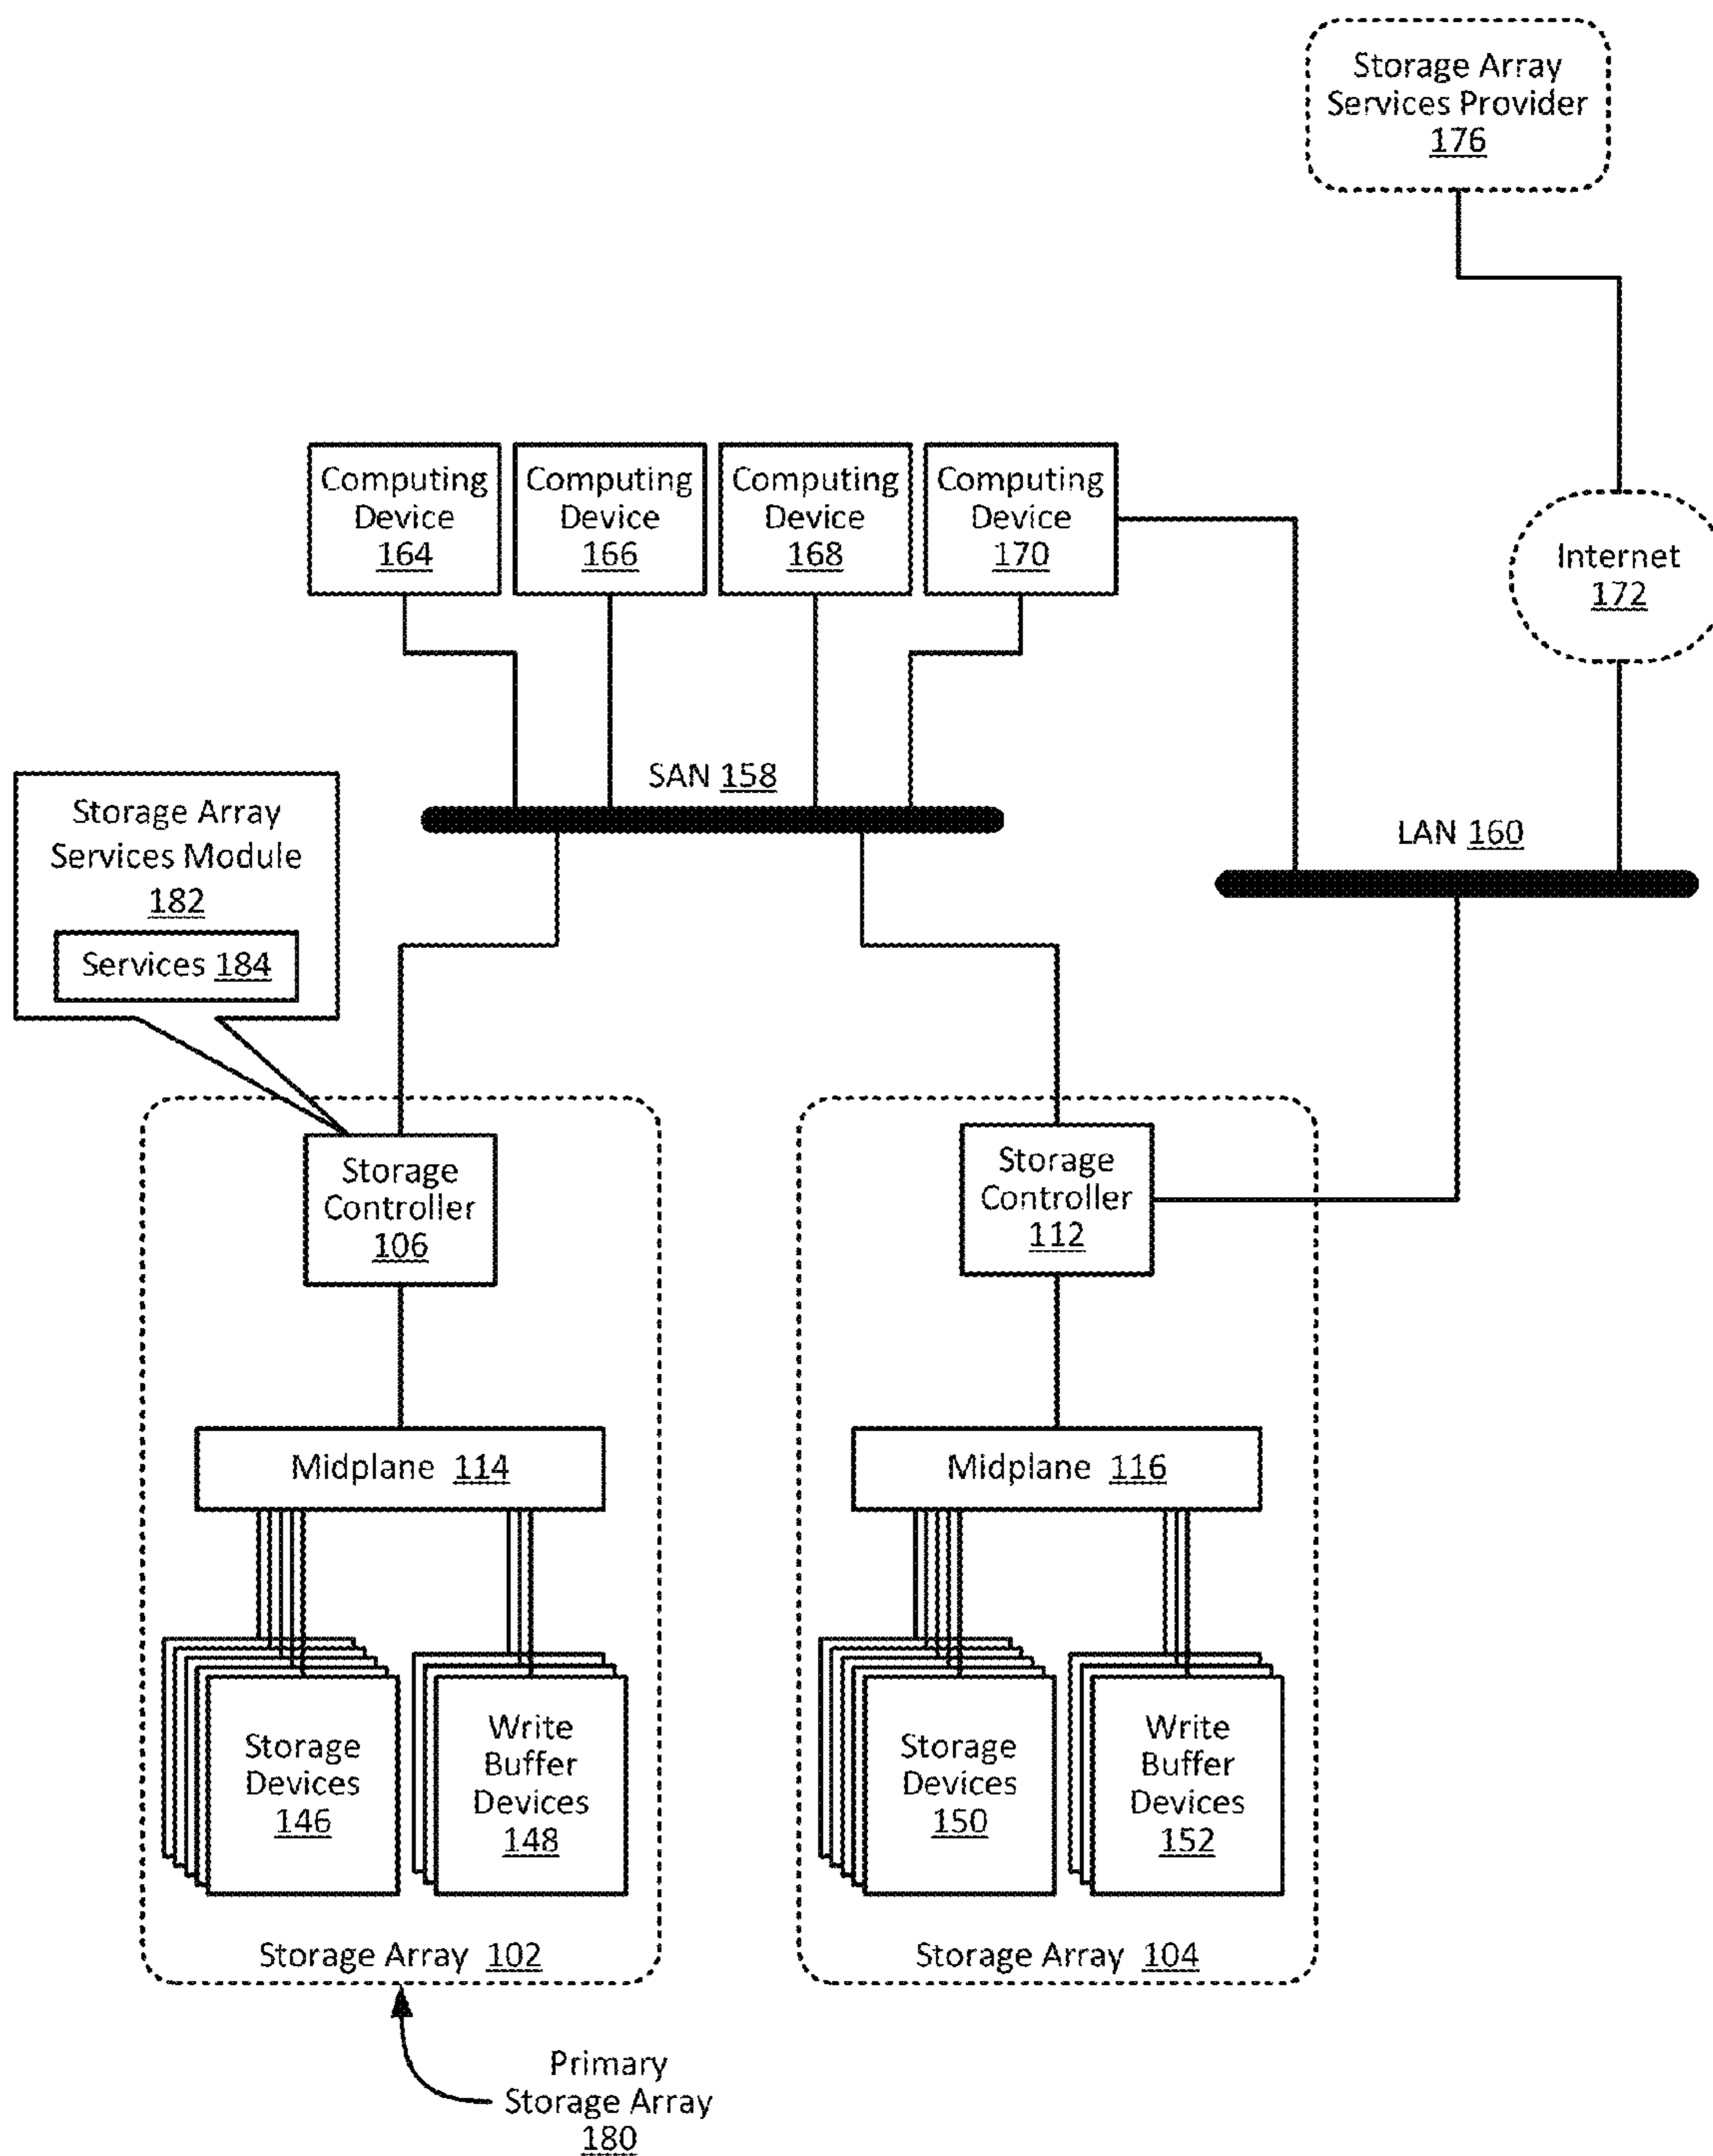 Storage Array
Services Provider
176
Computing
Device
164
Computing
Device
166
Computing
Device
168
Computing
Device
170
Internet
172
SAN 158
LAN 160
Storage Array
Services Module
182
Services 184
Storage
Controller
106
Storage
Controller
112
Midplane 114
Midplane 116
Storage
Devices
146
Write
Buffer
Devices
148
Storage
Devices
150
Write
Buffer
Devices
152
Storage Array 102
Storage Array 104
Primary
Storage Array
180